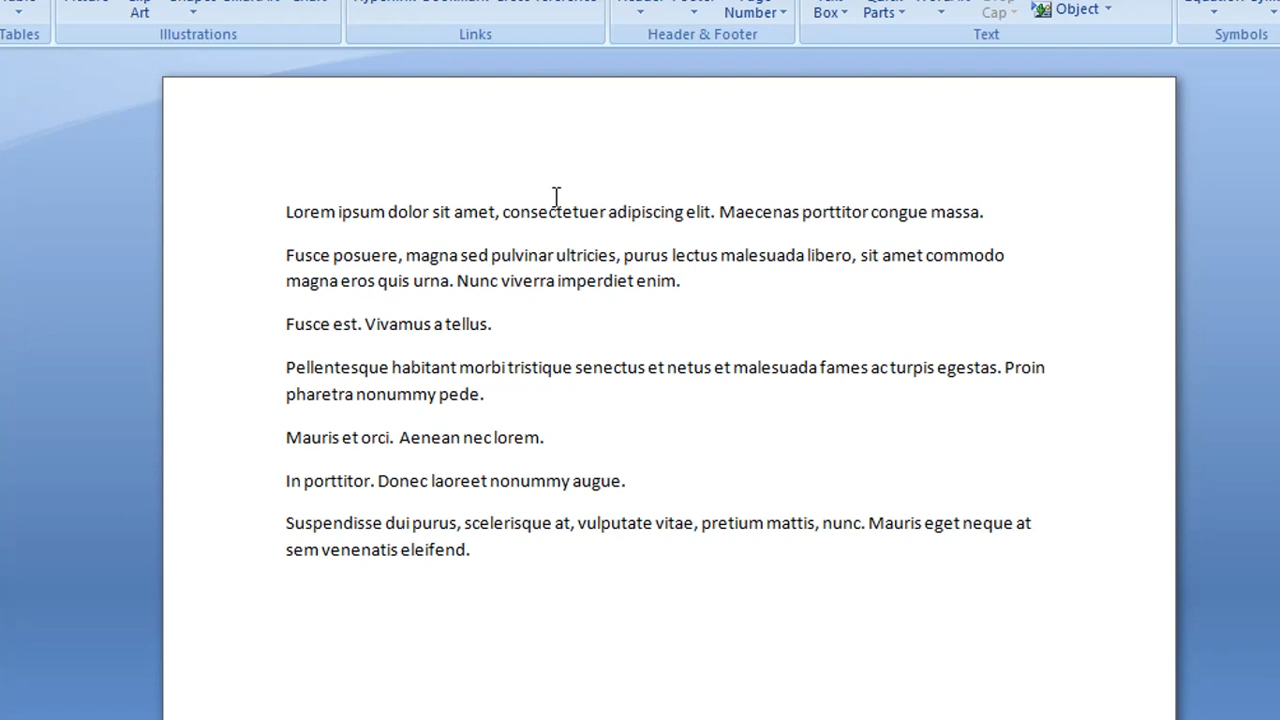 Art
Number
Box
Parts
Cap
Object
Tables
Illustrations
Links
Header & Footer
Text
Symbols
Lorem ipsum dolor sit amet, consectetuer adipiscing elit. Maecenas porttitor congue massa.
Fusce posuere, magna sed pulvinar ultricies, purus lectus malesuada libero, sit amet commodo
magna eros quis urna. Nunc viverra imperdiet enim.
Fusce est. Vivamus a tellus.
Pellentesque habitant morbi tristique senectus et netus et malesuada fames ac turpis egestas. Proin
pharetra nonummy pede.
Mauris et orci. Aenean nec lorem.
In porttitor. Donec laoreet nonummy augue.
Suspendisse dui purus, scelerisque at, vulputate vitae, pretium mattis, nunc. Mauris eget neque at
sem venenatis eleifend.